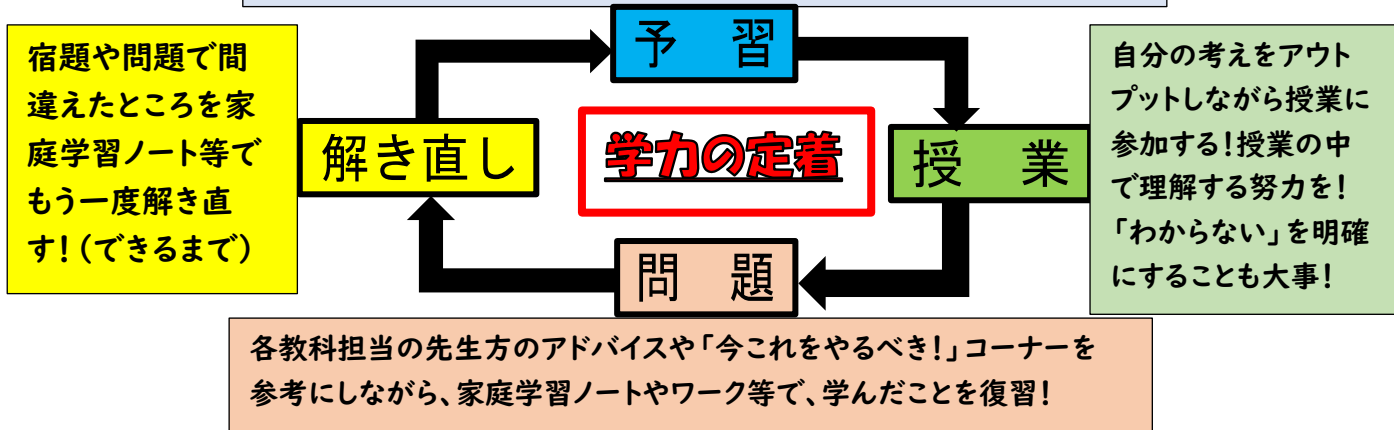 予　習
宿題や問題で間
違えたところを家
庭学習ノート等で
もう一度解き直
す！（できるまで）
解き直し
学力の定着
授　業
自分の考えをアウト
プットしながら授業に
参加する！授業の中
で理解する努力を！
「わからない」を明確
にすることも大事！
問　題
各教科担当の先生方のアドバイスや「今これをやるべき！」コーナーを
参考にしながら、家庭学習ノートやワーク等で、学んだことを復習！